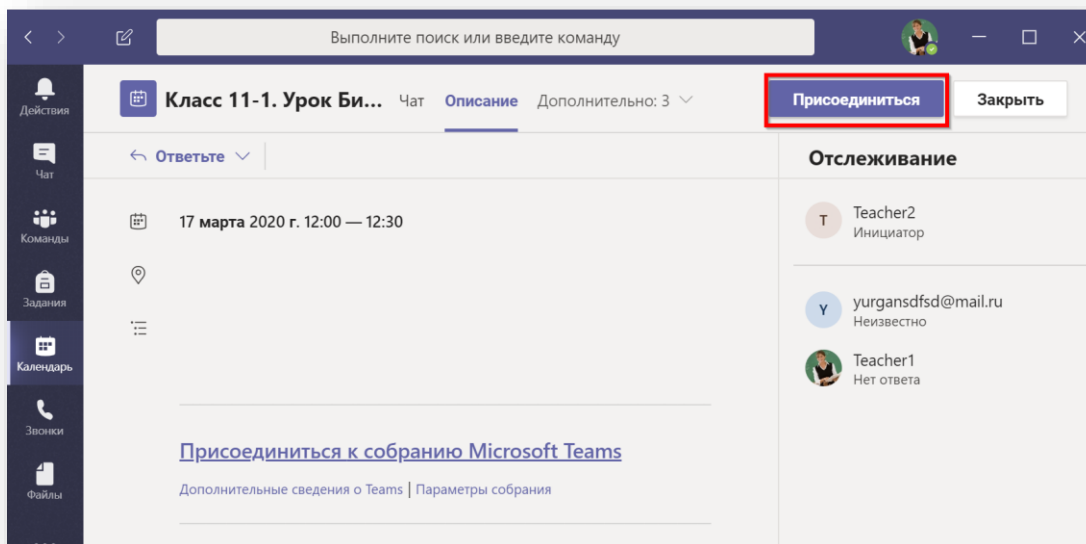 Выполните поиск или введите команду
Действия
Чат
Команды
Задания
Календарь
Звонки
Файлы
Класс 11-1. Урок Би... Чат Описание Дополнительно: 3
Присоединиться Закрыть
Ответьте
17 марта 2020 г. 12:00 — 12:30
Присоединиться к собранию Microsoft Teams
Дополнительные сведения о Teams | Параметры собрания
Отслеживание
T
Teacher2
Инициатор
Y
yurgansdfsd@mail.ru
Неизвестно
Teacher1
Нет ответа